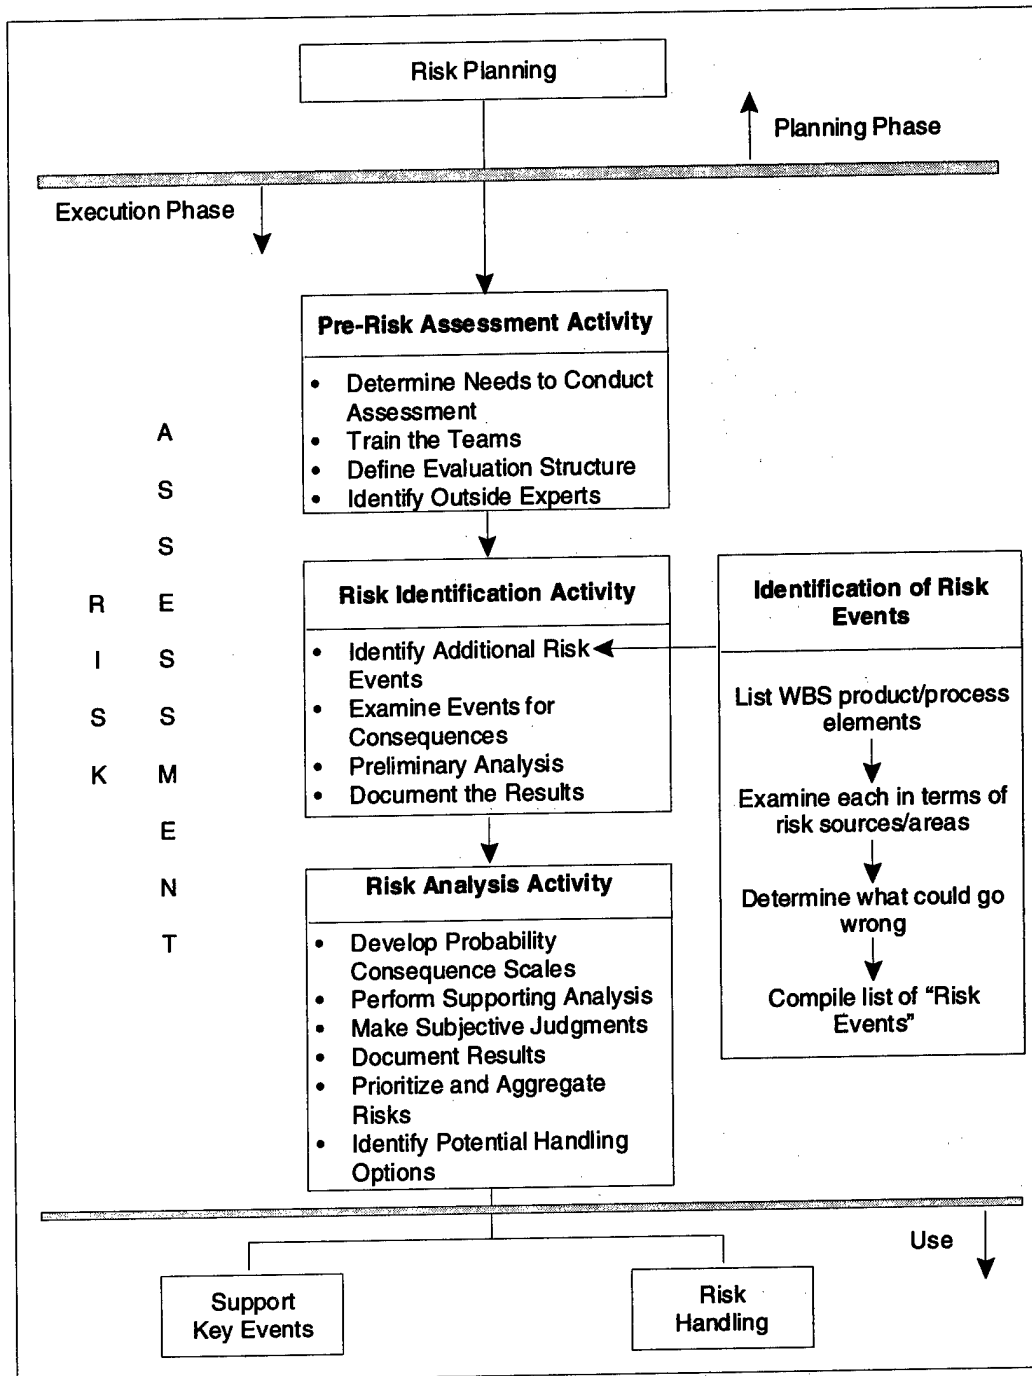 Risk Planning
Planning Phase
Execution Phase
Pre-Risk Assessment Activity
• Determine Needs to Conduct
Assessment
• Train the Teams
• Define Evaluation Structure
• Identify Outside Experts
RISK
ASSESSMENT
Risk Identification Activity
• Identify Additional Risk
Events
• Examine Events for
Consequences
• Preliminary Analysis
• Document the Results
Identification of Risk
Events
List WBS product/process
elements
Examine each in terms of
risk sources/areas
Determine what could go
wrong
Compile list of “Risk
Events”
Risk Analysis Activity
• Develop Probability
Consequence Scales
• Perform Supporting Analysis
• Make Subjective Judgments
• Document Results
• Prioritize and Aggregate
Risks
• Identify Potential Handling
Options
Use
Support
Key Events
Risk
Handling